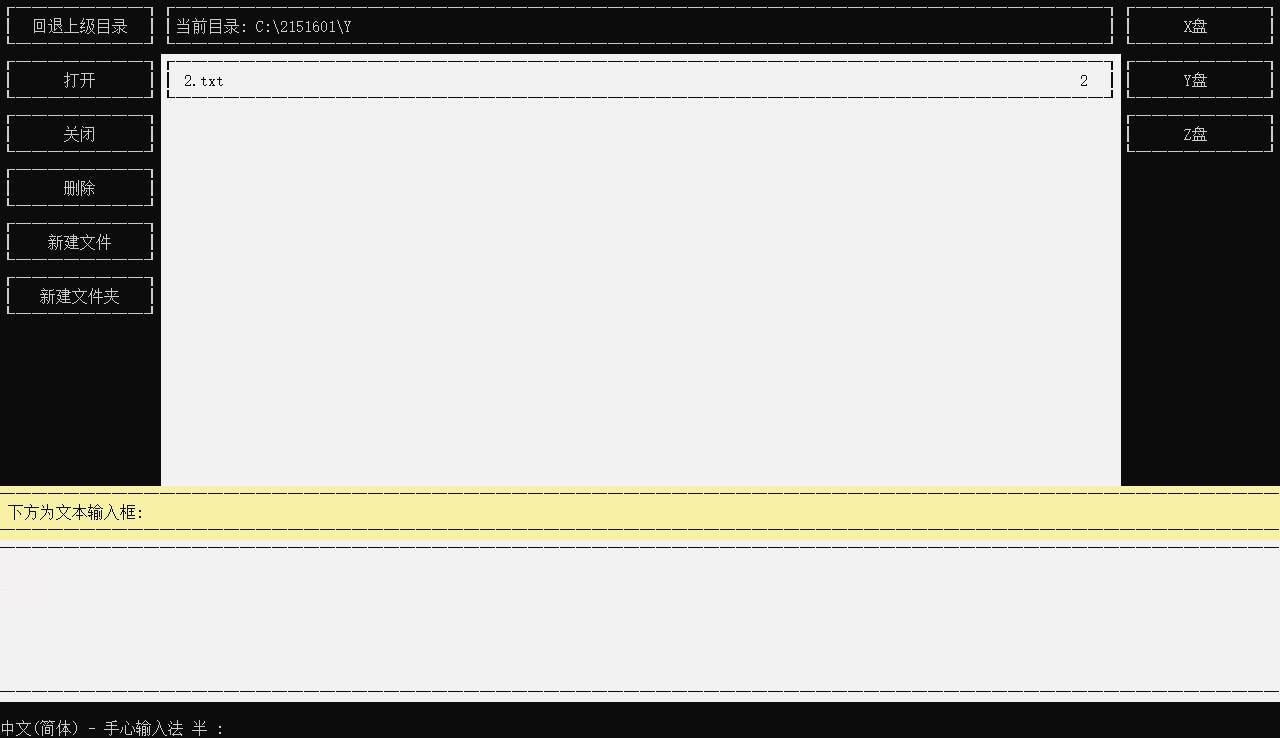 回退上级目录 当前目录: C:\2151601\Y X盘
打开 2.txt 2 Y盘
关闭 Z盘
删除
新建文件
新建文件夹
下方为文本输入框:
中文(简体) - 手心输入法 半 :